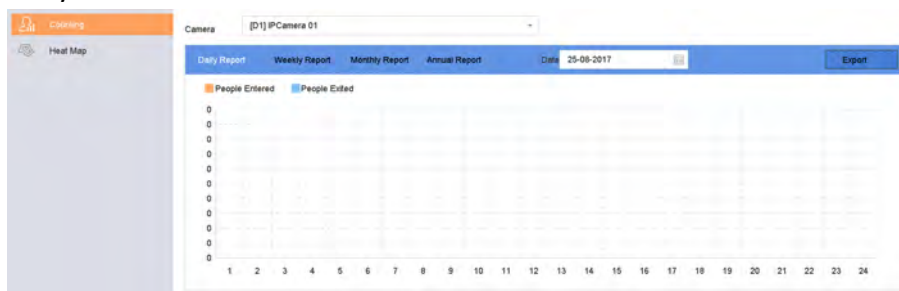 Counting
Heat Map
Camera
[D1] IPCamera 01
Daily Report Weekly Report Monthly Report Annual Report Date 25-08-2017 Export
People Entered People Exited
0
0
0
0
0
0
0
0
0
0
0
1 2 3 4 5 6 7 8 9 10 11 12 13 14 15 16 17 18 19 20 21 22 23 24